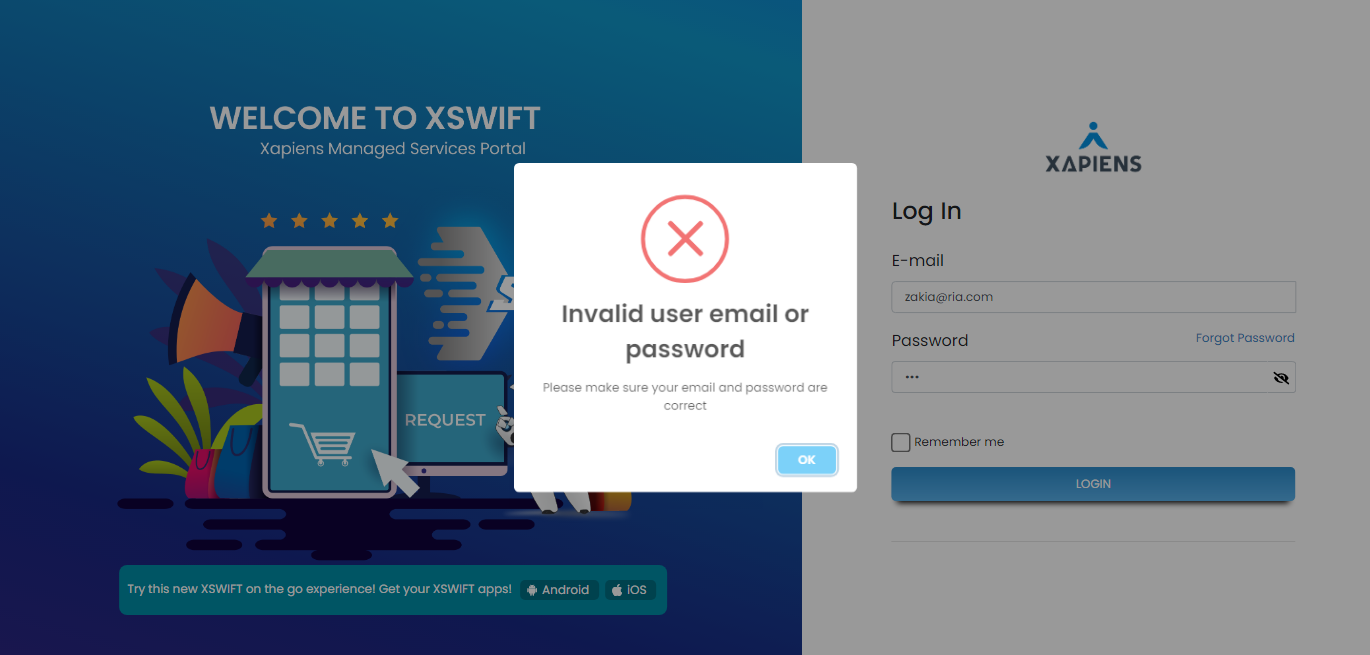 WELCOME TO XSWIFT
Xapiens Managed Services Portal
REQUEST
Try this new XSWIFT on the go experience! Get your XSWIFT apps!
Android
iOS
Invalid user email or
password
Please make sure your email and password are
correct
OK
XAPIENS
Log In
E-mail
zakia@ria.com
Password
Forgot Password
•••
Remember me
LOGIN